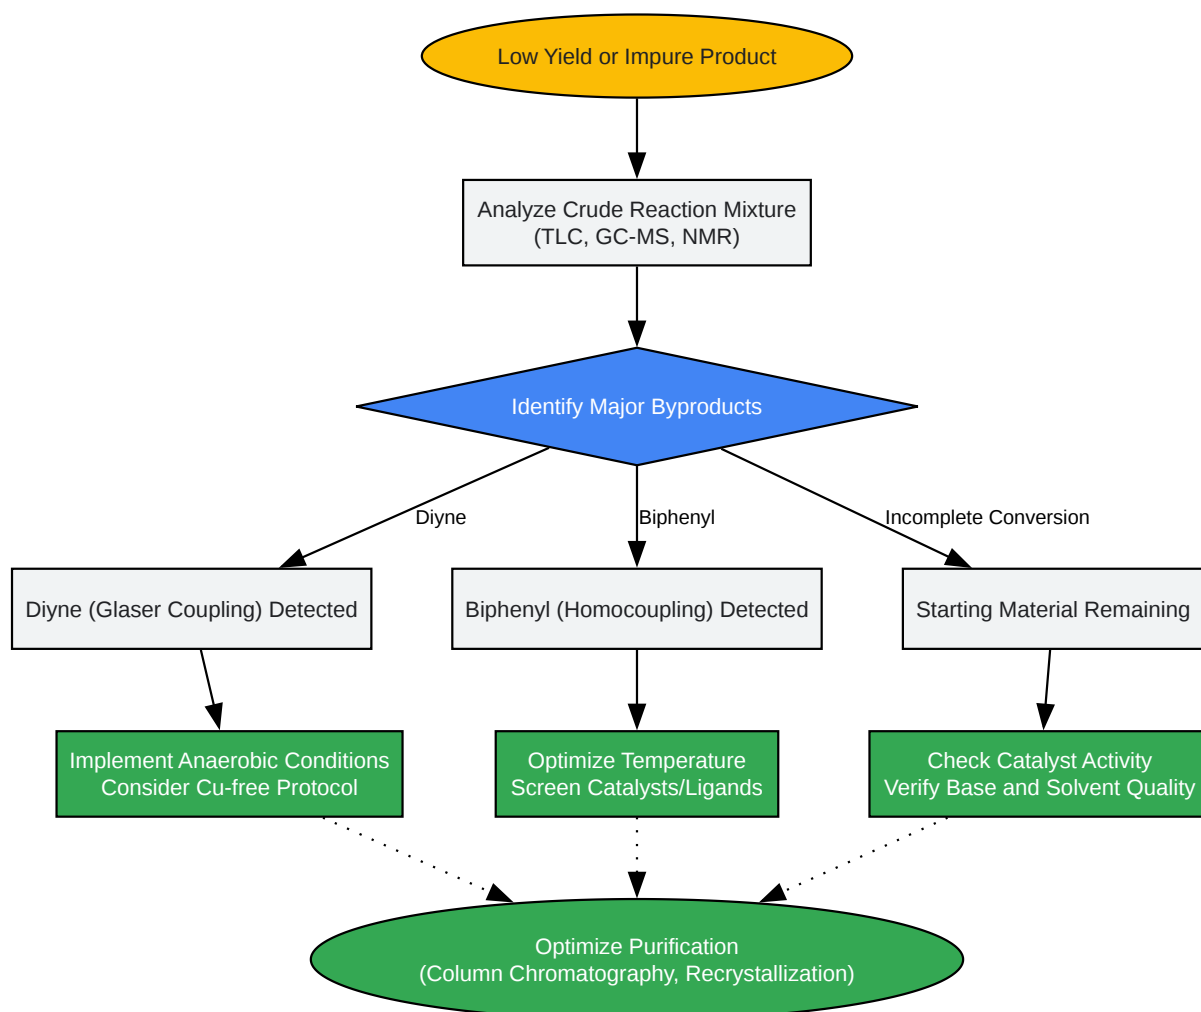 Low Yield or Impure Product
Analyze Crude Reaction Mixture
(TLC, GC-MS, NMR)
Identify Major Byproducts
Diyne
Biphenyl
Incomplete Conversion
Diyne (Glaser Coupling) Detected
Biphenyl (Homocoupling) Detected
Starting Material Remaining
Implement Anaerobic Conditions
Consider Cu-free Protocol
Optimize Temperature
Screen Catalysts/Ligands
Check Catalyst Activity
Verify Base and Solvent Quality
Optimize Purification
(Column Chromatography, Recrystallization)